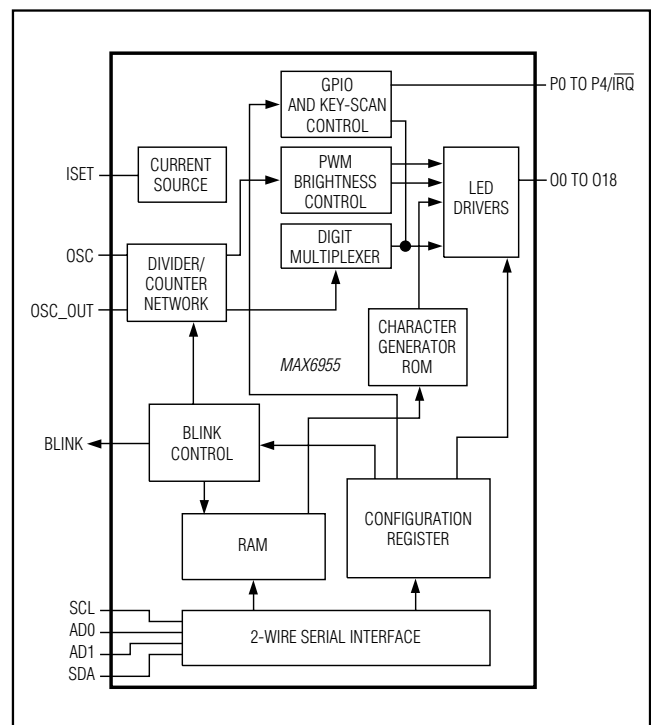 GPIO
AND KEY-SCAN
CONTROL
P0 TO P4/IRQ
ISET
CURRENT
SOURCE
PWM
BRIGHTNESS
CONTROL
LED
DRIVERS
O0 TO O18
OSC
OSC_OUT
DIVIDER/
COUNTER
NETWORK
DIGIT
MULTIPLEXER
MAX6955
CHARACTER
GENERATOR
ROM
BLINK
BLINK
CONTROL
RAM
CONFIGURATION
REGISTER
SCL
AD0
AD1
SDA
2-WIRE SERIAL INTERFACE